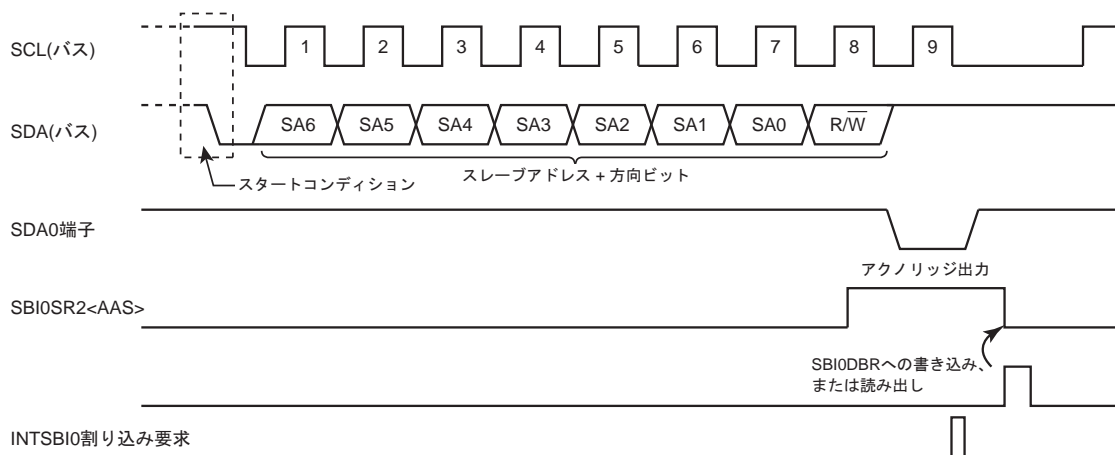 SCL(バス)
1 2 3 4 5 6 7 8 9
SDA(バス)
SA6 SA5 SA4 SA3 SA2 SA1 SA0 R/W̅
スタートコンディション
スレーブアドレス + 方向ビット
SDA0端子
アクノリッジ出力
SBI0SR2<AAS>
SBI0DBRへの書き込み、
または読み出し
INTSBI0割り込み要求